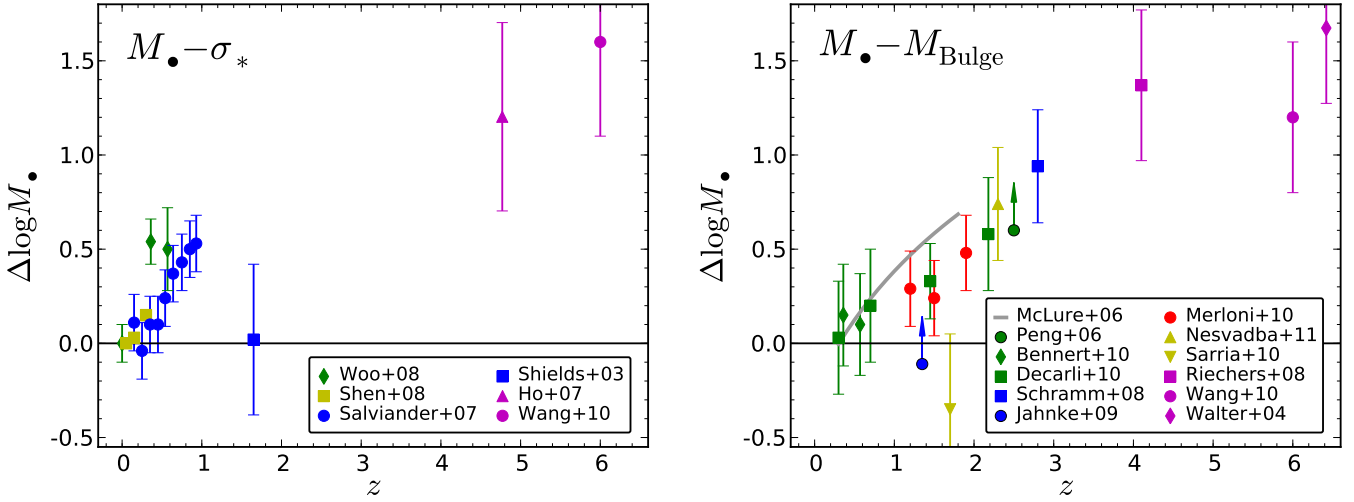 M●−σ*
1.5
1.0
0.5
0.0
-0.5
ΔlogM●
0 1 2 3 4 5 6
z
Woo+08
Shen+08
Salviander+07
Shields+03
Ho+07
Wang+10
M●−MBulge
1.5
1.0
0.5
0.0
-0.5
ΔlogM●
0 1 2 3 4 5 6
z
McLure+06
Peng+06
Bennert+10
Decarli+10
Schramm+08
Jahnke+09
Merloni+10
Nesvadba+11
Sarria+10
Riechers+08
Wang+10
Walter+04